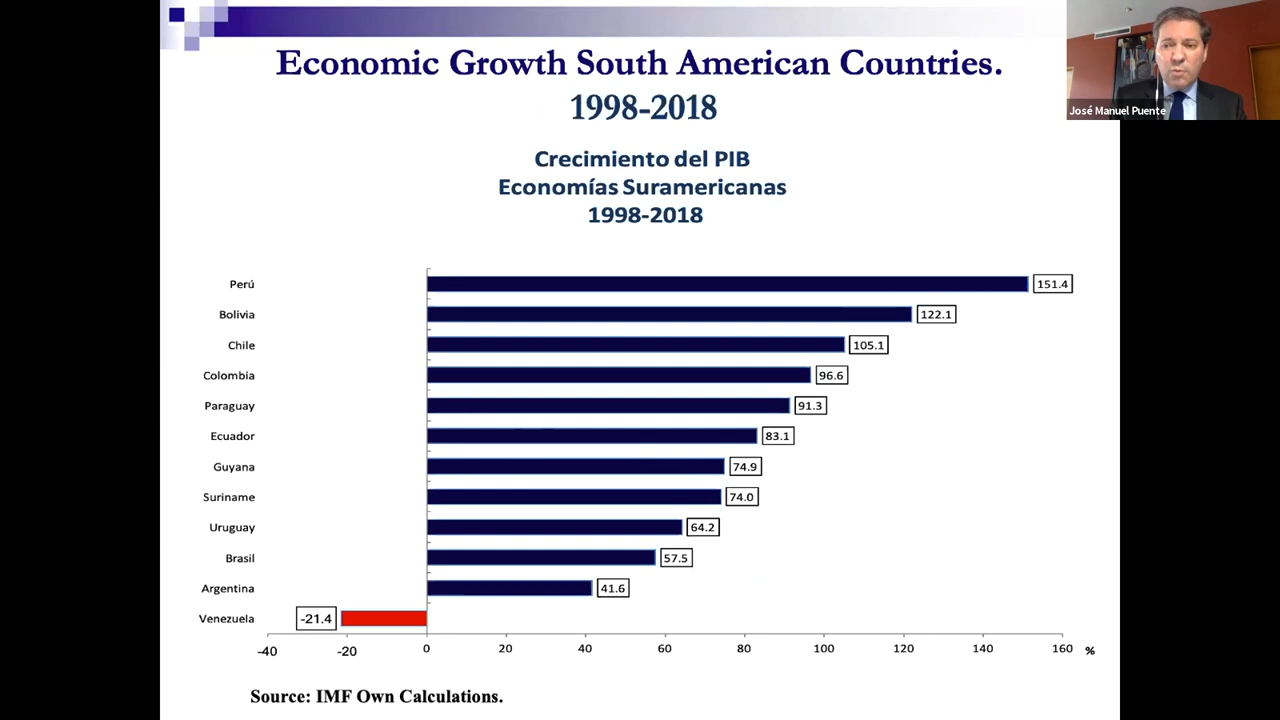 Economic Growth South American Countries.
1998-2018
José Manuel Puente
Crecimiento del PIB
Economías Suramericanas
1998-2018
Perú 151.4
Bolivia 122.1
Chile 105.1
Colombia 96.6
Paraguay 91.3
Ecuador 83.1
Guyana 74.9
Suriname 74.0
Uruguay 64.2
Brasil 57.5
Argentina 41.6
Venezuela -21.4
-40 -20 0 20 40 60 80 100 120 140 160 %
Source: IMF Own Calculations.